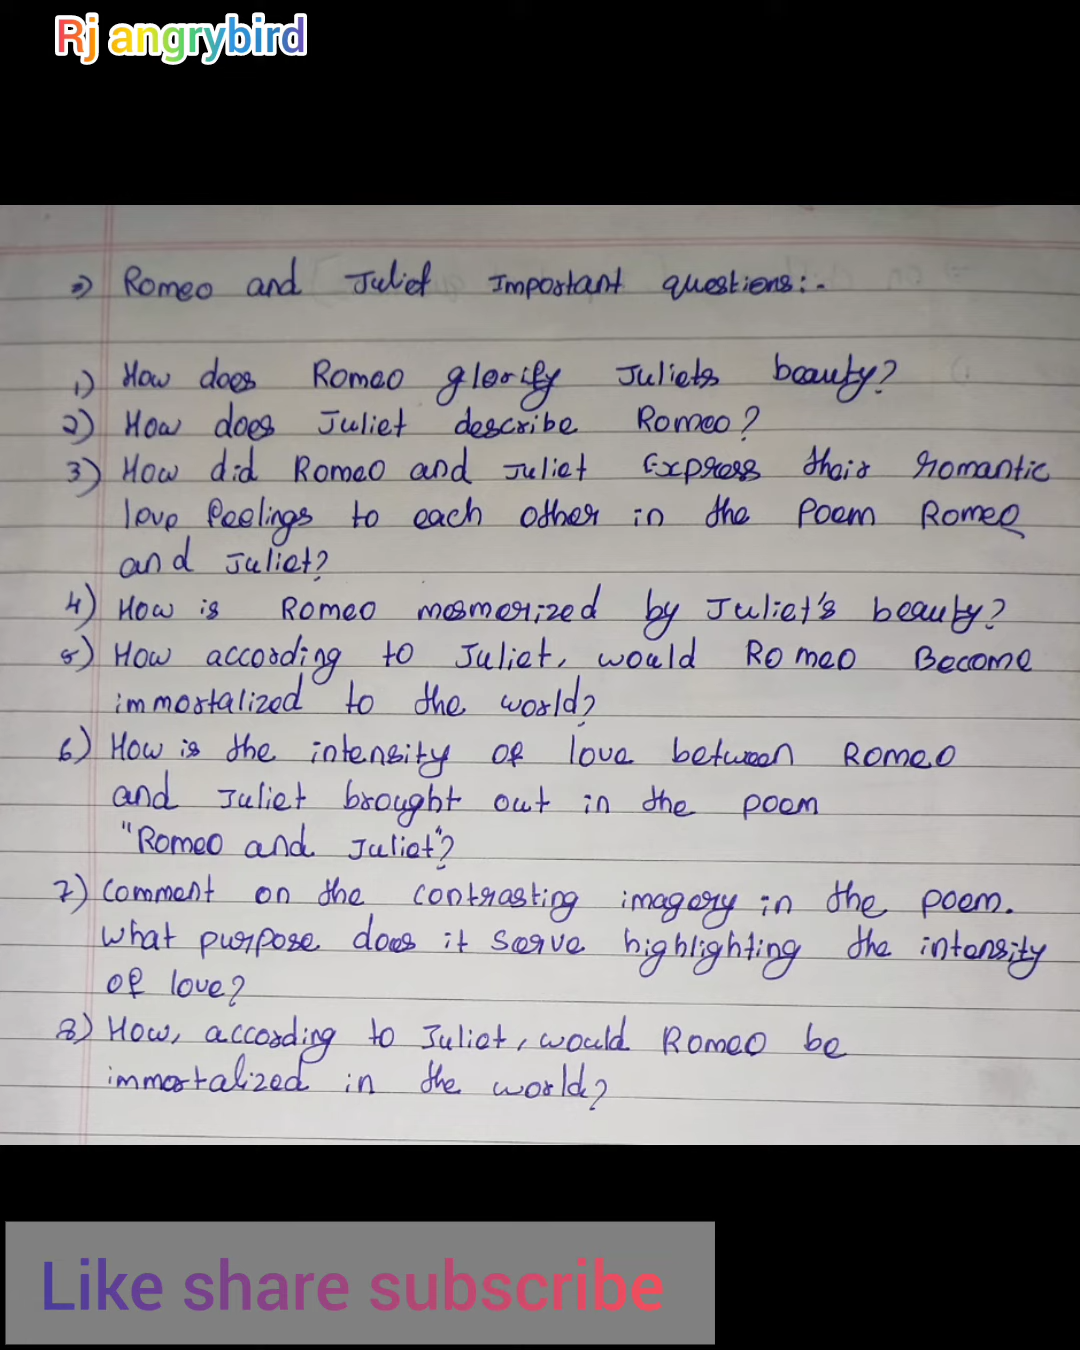 Rj angrybird
⇒ Romeo and Juliet Important questions:-
1) How does Romeo glorify Juliets beauty?
2) How does Juliet describe Romeo?
3) How did Romeo and Juliet Express their romantic
love feelings to each other in the Poem Romeo
and Juliet?
4) How is Romeo mesmerized by Juliet's beauty?
5) How according to Juliet, would Romeo Become
immortalized to the world?
6) How is the intensity of love between Romeo
and Juliet brought out in the poem
"Romeo and Juliet"?
7) Comment on the contrasting imagery in the poem.
What purpose does it serve highlighting the intensity
of love?
8) How, according to Juliet, would Romeo be
immortalized in the world?
Like share subscribe